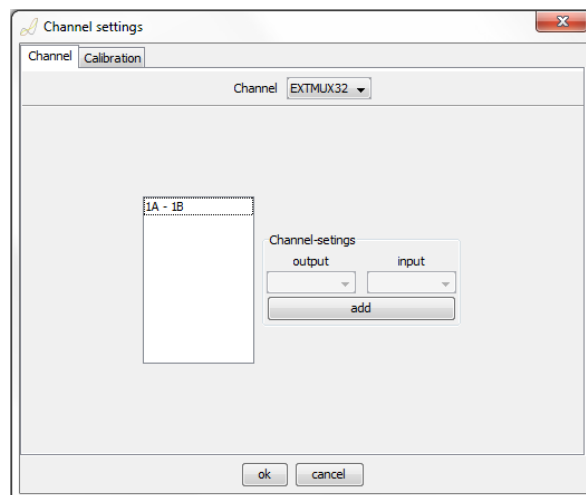 Channel settings
Channel Calibration
Channel EXTMUX32
1A - 1B
Channel-setings
output input
add
ok cancel